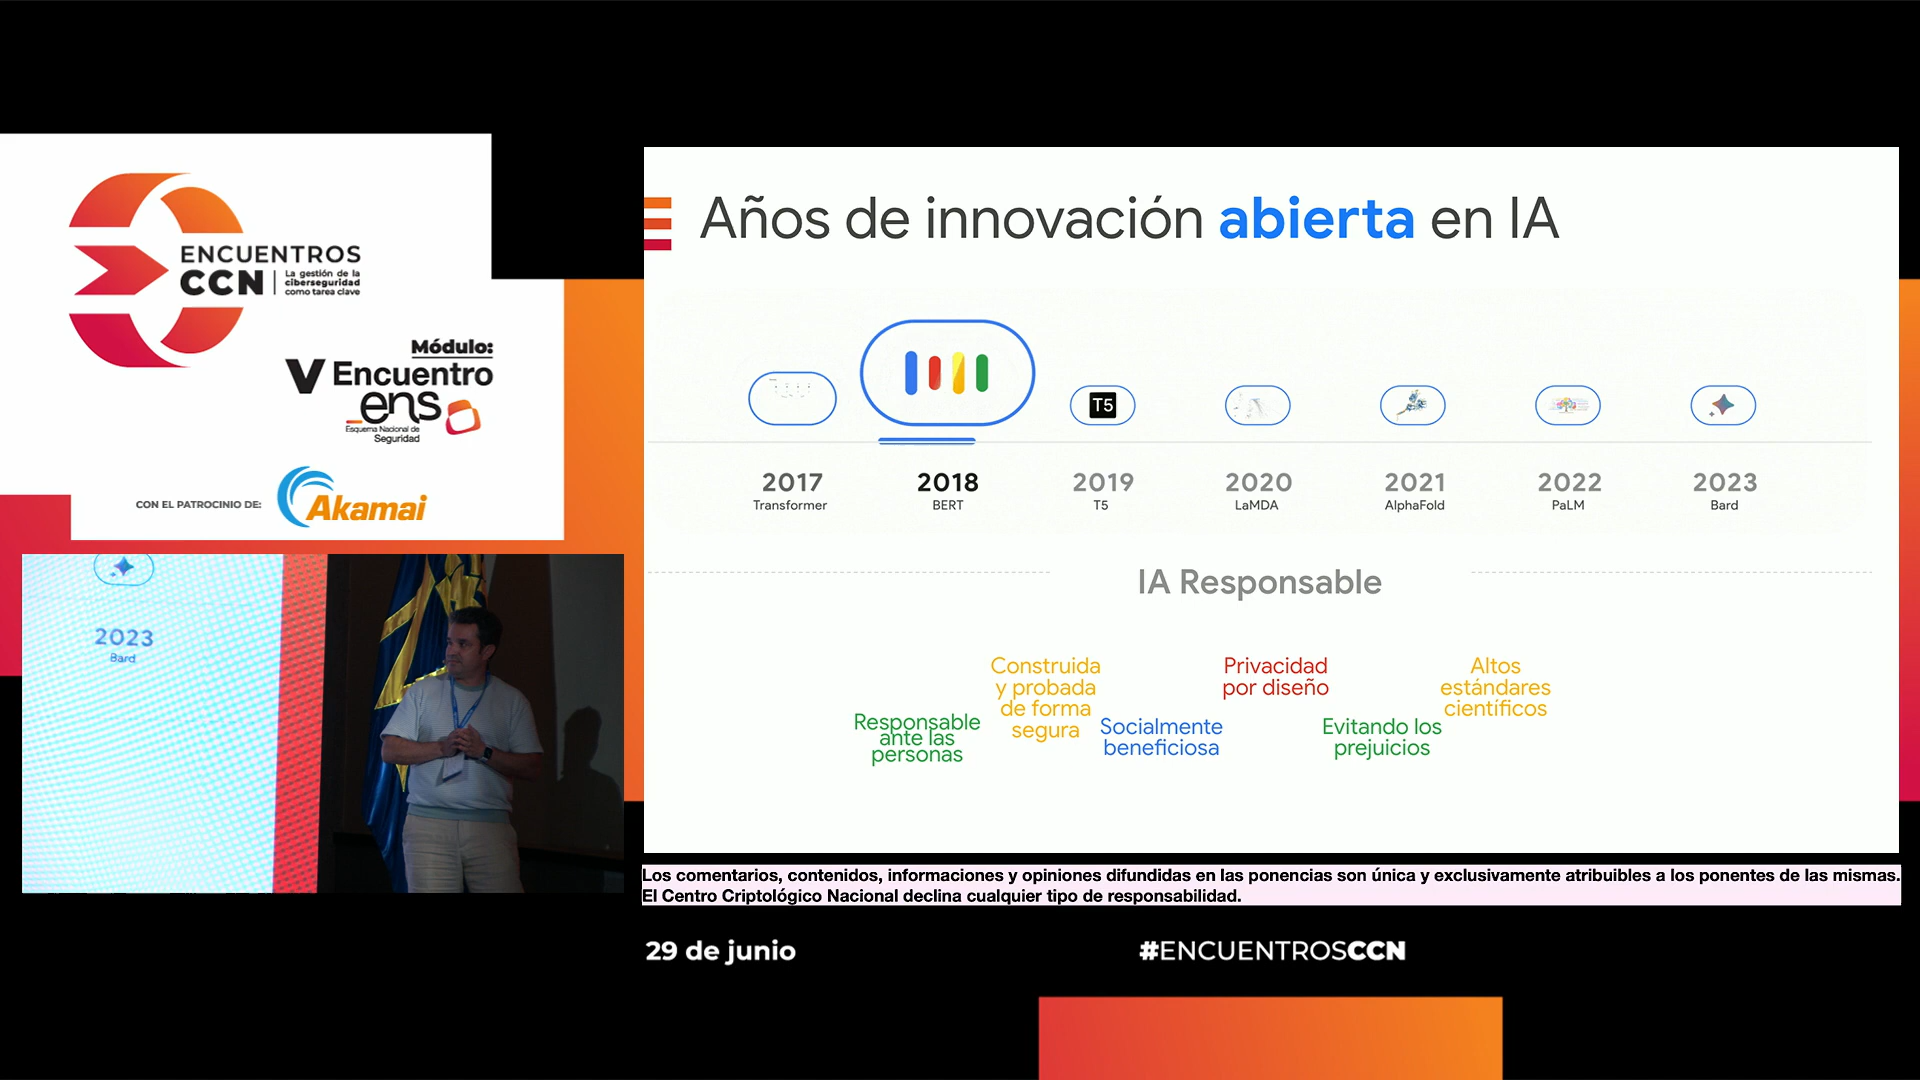 ENCUENTROS
CCN
La gestión de la
ciberseguridad
como tarea clave
Módulo:
V Encuentro
ens
Esquema Nacional de
Seguridad
CON EL PATROCINIO DE:
Akamai
2023
Bard
Años de innovación abierta en IA
T5
2017
Transformer
2018
BERT
2019
T5
2020
LaMDA
2021
AlphaFold
2022
PaLM
2023
Bard
IA Responsable
Responsable
ante las
personas
Construida
y probada
de forma
segura
Socialmente
beneficiosa
Privacidad
por diseño
Evitando los
prejuicios
Altos
estándares
científicos
Los comentarios, contenidos, informaciones y opiniones difundidas en las ponencias son única y exclusivamente atribuibles a los ponentes de las mismas.
El Centro Criptológico Nacional declina cualquier tipo de responsabilidad.
29 de junio
#ENCUENTROSCCN